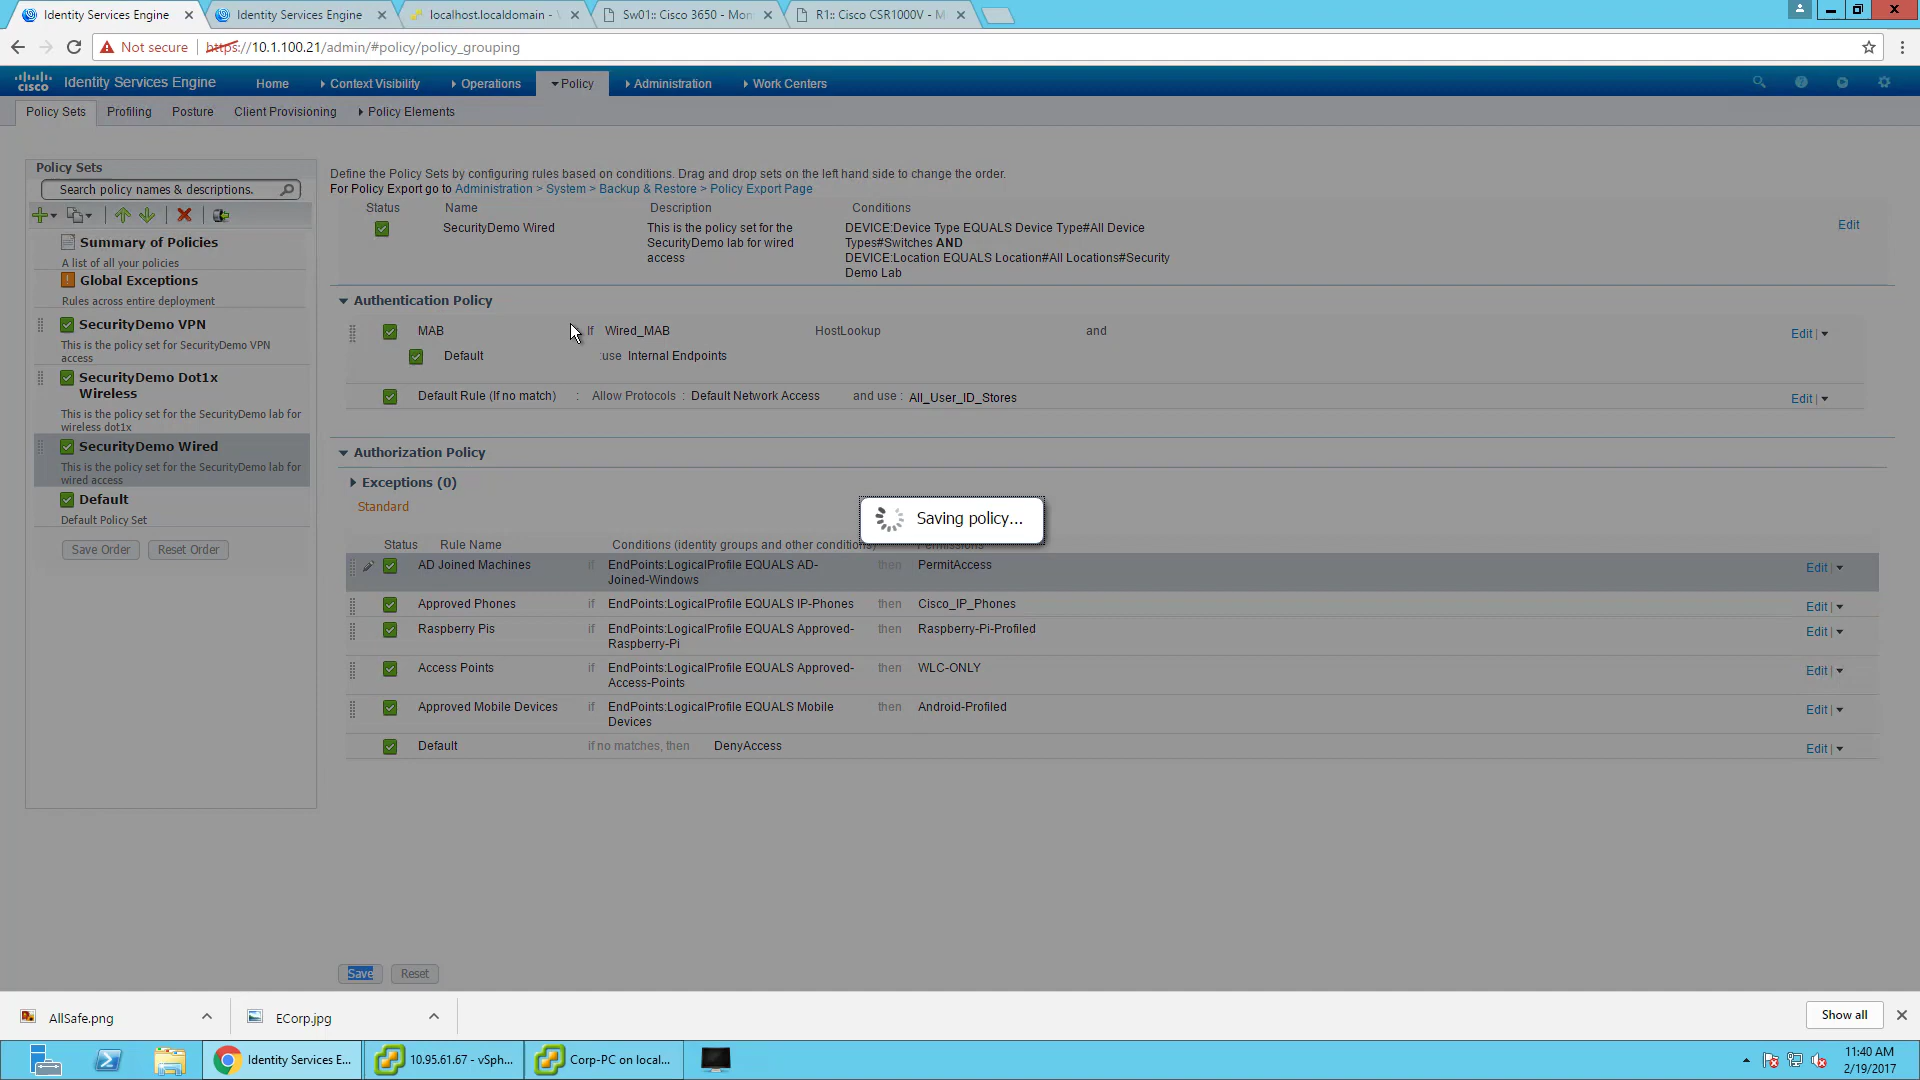 Identity Services Engine
Identity Services Engine
localhost.localdomain -
Sw01:: Cisco 3650 - Mon
R1:: Cisco CSR1000V - M
Not secure
https://10.1.100.21/admin/#policy/policy_grouping
cisco
Identity Services Engine
Home
Context Visibility
Operations
Policy
Administration
Work Centers
Policy Sets
Profiling
Posture
Client Provisioning
Policy Elements
Policy Sets
Search policy names & descriptions.
Summary of Policies
A list of all your policies
Global Exceptions
Rules across entire deployment
SecurityDemo VPN
This is the policy set for SecurityDemo VPN
access
SecurityDemo Dot1x
Wireless
This is the policy set for the SecurityDemo lab for
wireless dot1x
SecurityDemo Wired
This is the policy set for the SecurityDemo lab for
wired access
Default
Default Policy Set
Save Order
Reset Order
Define the Policy Sets by configuring rules based on conditions. Drag and drop sets on the left hand side to change the order.
For Policy Export go to Administration > System > Backup & Restore > Policy Export Page
Status Name Description Conditions
SecurityDemo Wired
This is the policy set for the
SecurityDemo lab for wired
access
DEVICE:Device Type EQUALS Device Type#All Device
Types#Switches AND
DEVICE:Location EQUALS Location#All Locations#Security
Demo Lab
Edit
Authentication Policy
MAB If Wired_MAB HostLookup and Edit
Default :use Internal Endpoints
Default Rule (If no match) : Allow Protocols : Default Network Access and use : All_User_ID_Stores Edit
Authorization Policy
Exceptions (0)
Standard
Saving policy...
Status Rule Name Conditions (identity groups and other conditions) Permissions
AD Joined Machines if EndPoints:LogicalProfile EQUALS AD- then PermitAccess Edit
Joined-Windows
Approved Phones if EndPoints:LogicalProfile EQUALS IP-Phones then Cisco_IP_Phones Edit
Raspberry Pis if EndPoints:LogicalProfile EQUALS Approved- then Raspberry-Pi-Profiled Edit
Raspberry-Pi
Access Points if EndPoints:LogicalProfile EQUALS Approved- then WLC-ONLY Edit
Access-Points
Approved Mobile Devices if EndPoints:LogicalProfile EQUALS Mobile then Android-Profiled Edit
Devices
Default if no matches, then DenyAccess Edit
Save
Reset
AllSafe.png
ECorp.jpg
Show all
Identity Services E...
10.95.61.67 - vSph...
Corp-PC on local...
11:40 AM
2/19/2017